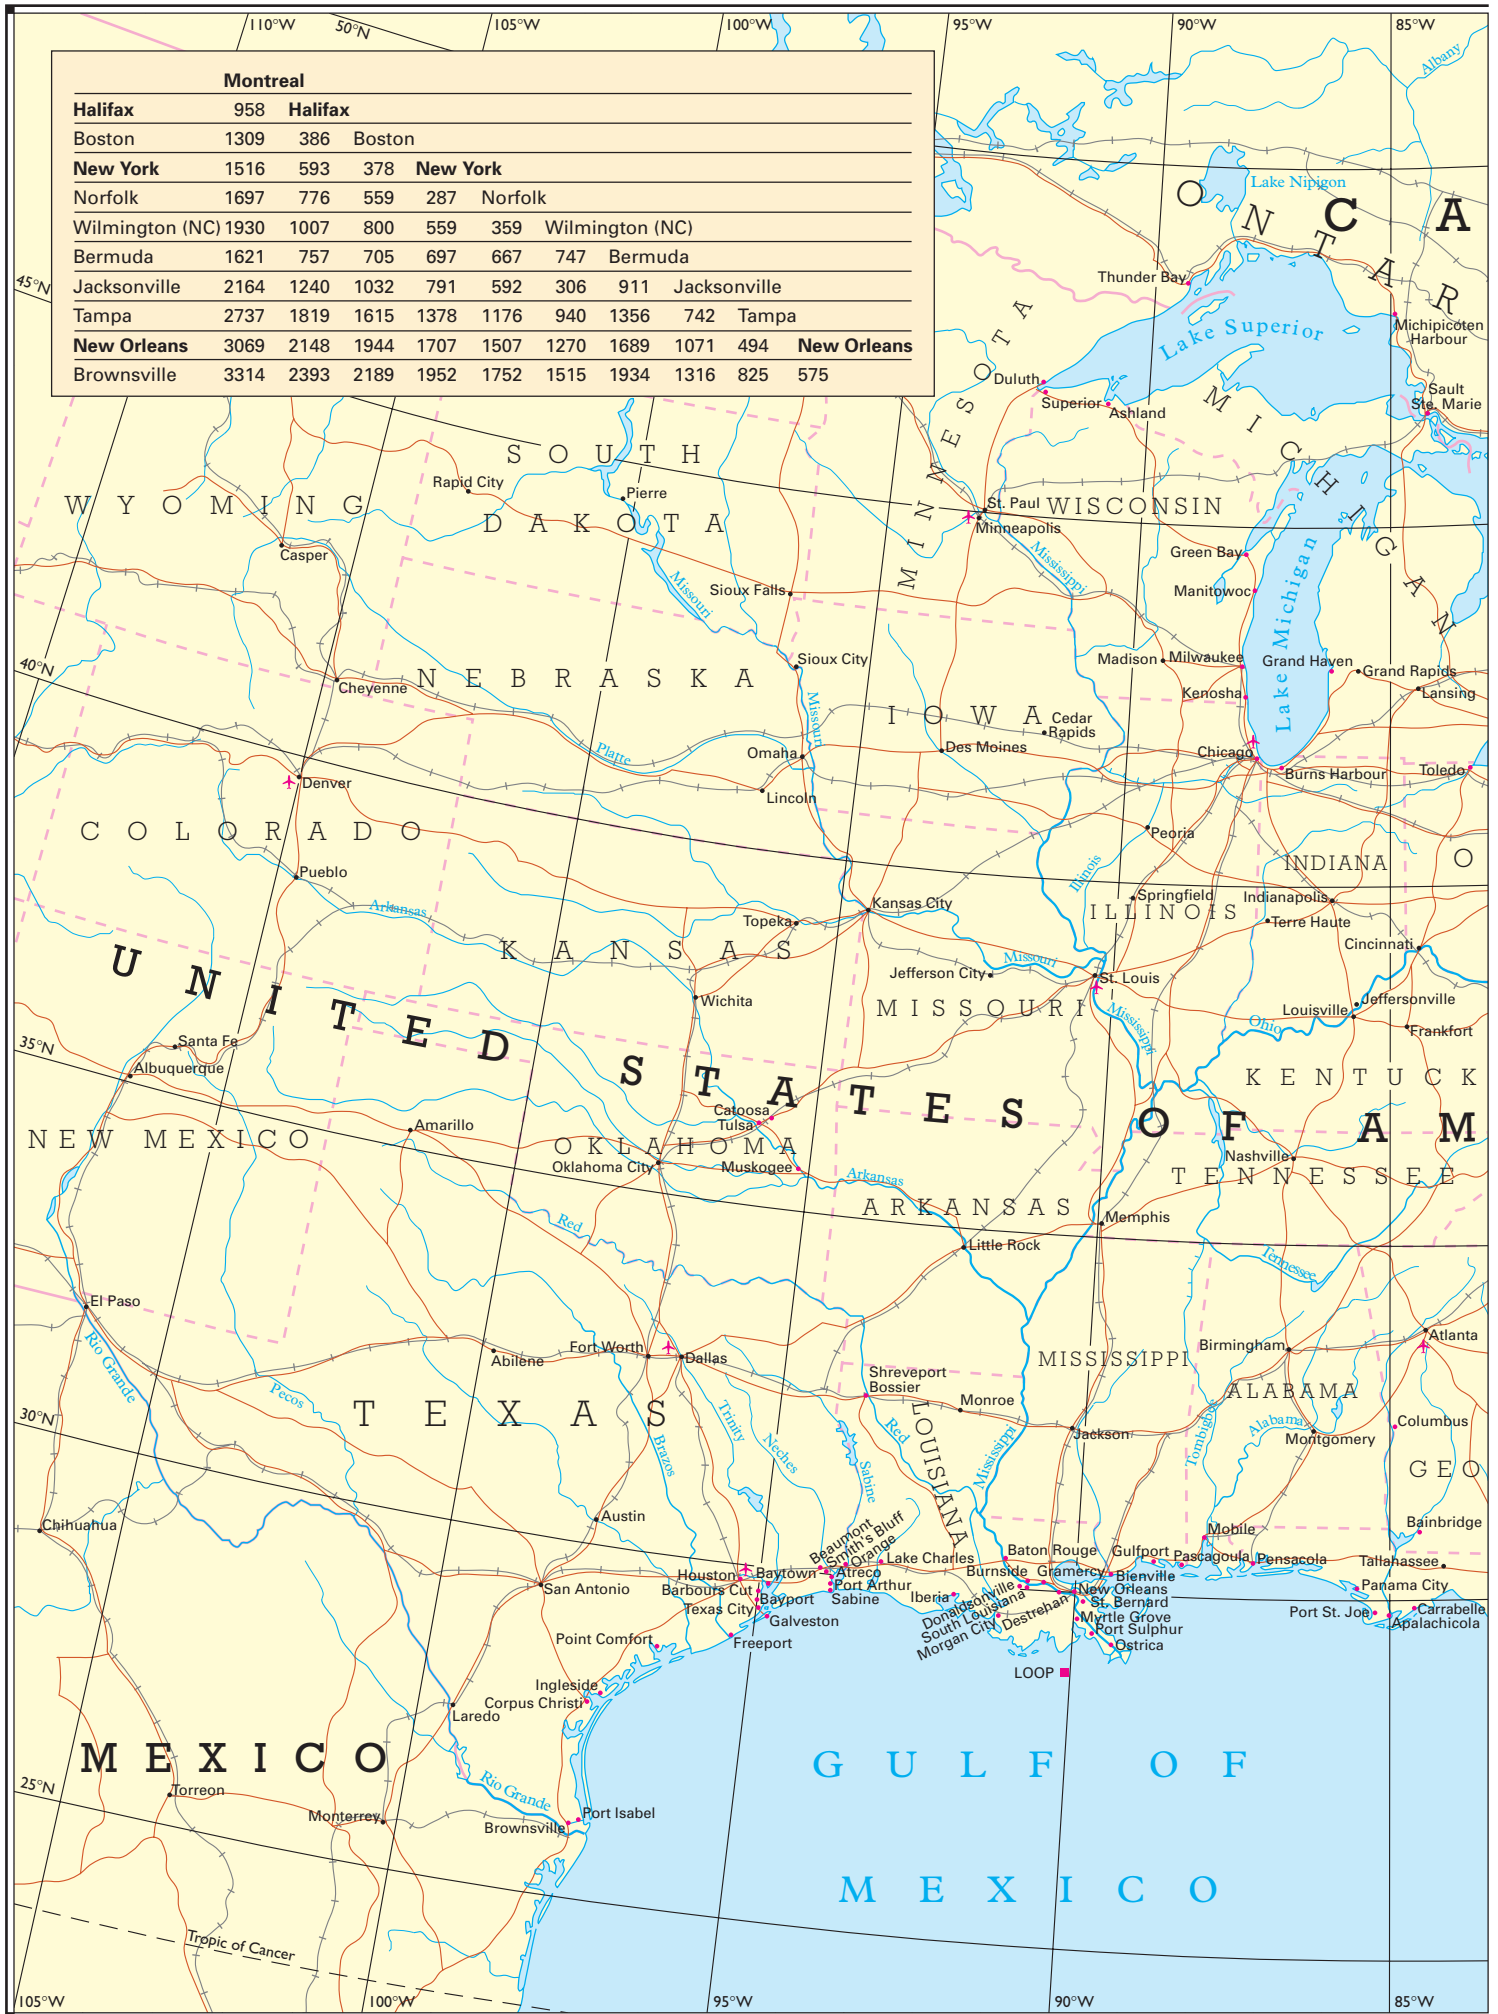 110°W
50°N
105°W
100°W
95°W
90°W
85°W
Albany
Montreal
Halifax 958 Halifax
Boston 1309 386 Boston
New York 1516 593 378 New York
Norfolk 1697 776 559 287 Norfolk
Wilmington (NC) 1930 1007 800 559 359 Wilmington (NC)
Bermuda 1621 757 705 697 667 747 Bermuda
Jacksonville 2164 1240 1032 791 592 306 911 Jacksonville
Tampa 2737 1819 1615 1378 1176 940 1356 742 Tampa
New Orleans 3069 2148 1944 1707 1507 1270 1689 1071 494 New Orleans
Brownsville 3314 2393 2189 1952 1752 1515 1934 1316 825 575
Lake Nipigon
C A
ONTAR
Thunder Bay
45°N
Lake Superior
Michipicoten
Harbour
MINNESOTA
Duluth
Superior
Ashland
Sault
Ste. Marie
MICHIGAN
SOUTH
DAKOTA
Rapid City
Pierre
WYOMING
Casper
St. Paul
Minneapolis
WISCONSIN
Mississippi
Green Bay
Manitowoc
Lake Michigan
Sioux Falls
Missouri
Sioux City
Madison
Milwaukee
Grand Haven
Grand Rapids
Lansing
Kenosha
40°N
Cheyenne
NEBRASKA
IOWA
Cedar
Rapids
Missouri
Platte
Omaha
Des Moines
Chicago
Burns Harbour
Toledo
Denver
Lincoln
COLORADO
Peoria
INDIANA
O
Pueblo
Illinois
Arkansas
Kansas City
Topeka
Springfield
Indianapolis
ILLINOIS
Terre Haute
Cincinnati
KANSAS
Missouri
Jefferson City
St. Louis
UNITED STATES OF AM
Wichita
MISSOURI
Mississippi
Jeffersonville
Louisville
Frankfort
Ohio
35°N
Santa Fe
Albuquerque
KENTUCK
Catoosa
Tulsa
Amarillo
NEW MEXICO
OKLAHOMA
Oklahoma City
Muskogee
Arkansas
Nashville
TENNESSEE
ARKANSAS
Red
Memphis
Little Rock
Tennessee
El Paso
Rio Grande
Fort Worth
Dallas
Abilene
Birmingham
Atlanta
MISSISSIPPI
Shreveport
Bossier
ALABAMA
Pecos
TEXAS
Monroe
Trinity
Brazos
Neches
Sabine
Red
LOUISIANA
Mississippi
Jackson
Tombigbee
Alabama
Montgomery
Columbus
30°N
GEO
Chihuahua
Austin
Beaumont
Smith's Bluff
Orange
Lake Charles
Baton Rouge
Gulfport
Mobile
Bainbridge
Pascagoula
Pensacola
Tallahassee
Houston
Baytown
Atreco
Burnside
Gramercy
Bienville
San Antonio
Barbours Cut
Port Arthur
New Orleans
Panama City
Bayport
Sabine
Iberia
St. Bernard
Texas City
Donaldsonville
South Louisiana
Morgan City
Destrehan
Myrtle Grove
Port St. Joe
Carrabelle
Galveston
Port Sulphur
Apalachicola
Point Comfort
Freeport
Ostrica
LOOP
Ingleside
Corpus Christi
Laredo
MEXICO
GULF OF
MEXICO
25°N
Torreon
Rio Grande
Port Isabel
Monterrey
Brownsville
Tropic of Cancer
105°W
100°W
95°W
90°W
85°W